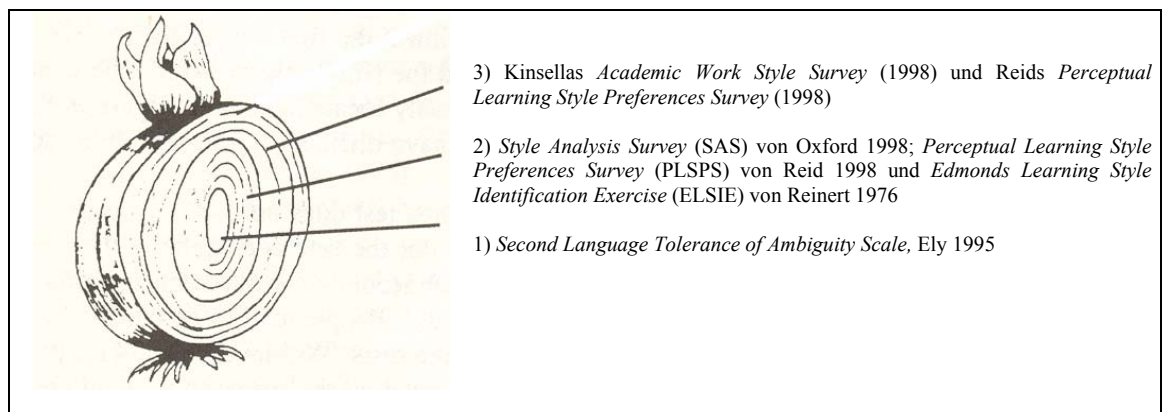 3) Kinsellas Academic Work Style Survey (1998) und Reids Perceptual
Learning Style Preferences Survey (1998)
2) Style Analysis Survey (SAS) von Oxford 1998; Perceptual Learning Style
Preferences Survey (PLSPS) von Reid 1998 und Edmonds Learning Style
Identification Exercise (ELSIE) von Reinert 1976
1) Second Language Tolerance of Ambiguity Scale, Ely 1995